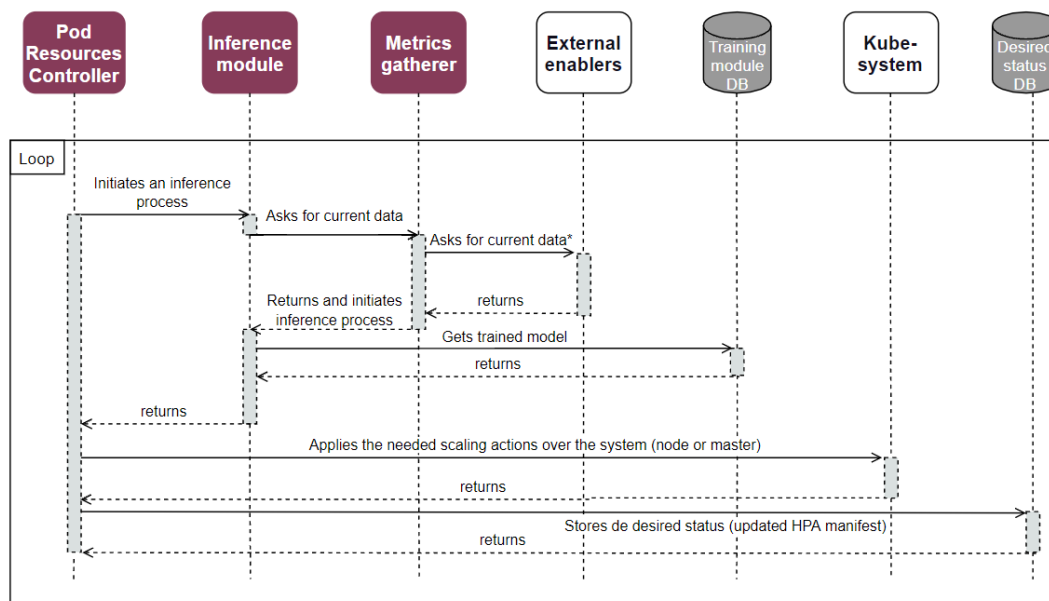 Pod
Resources
Controller
Inference
module
Metrics
gatherer
External
enablers
Training
module
DB
Kube-
system
Desired
status
DB
Loop
Initiates an inference
process
Asks for current data
Asks for current data*
returns
Returns and initiates
inference process
Gets trained model
returns
returns
Applies the needed scaling actions over the system (node or master)
returns
Stores de desired status (updated HPA manifest)
returns